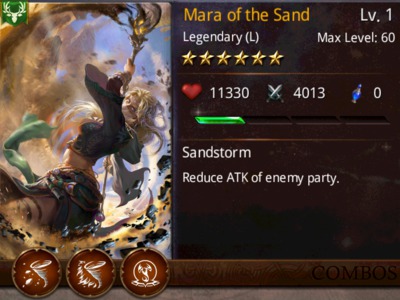 Mara of the Sand Lv. 1
Legendary (L) Max Level: 60
11330 4013 0
Sandstorm
Reduce ATK of enemy party.
COMBOS